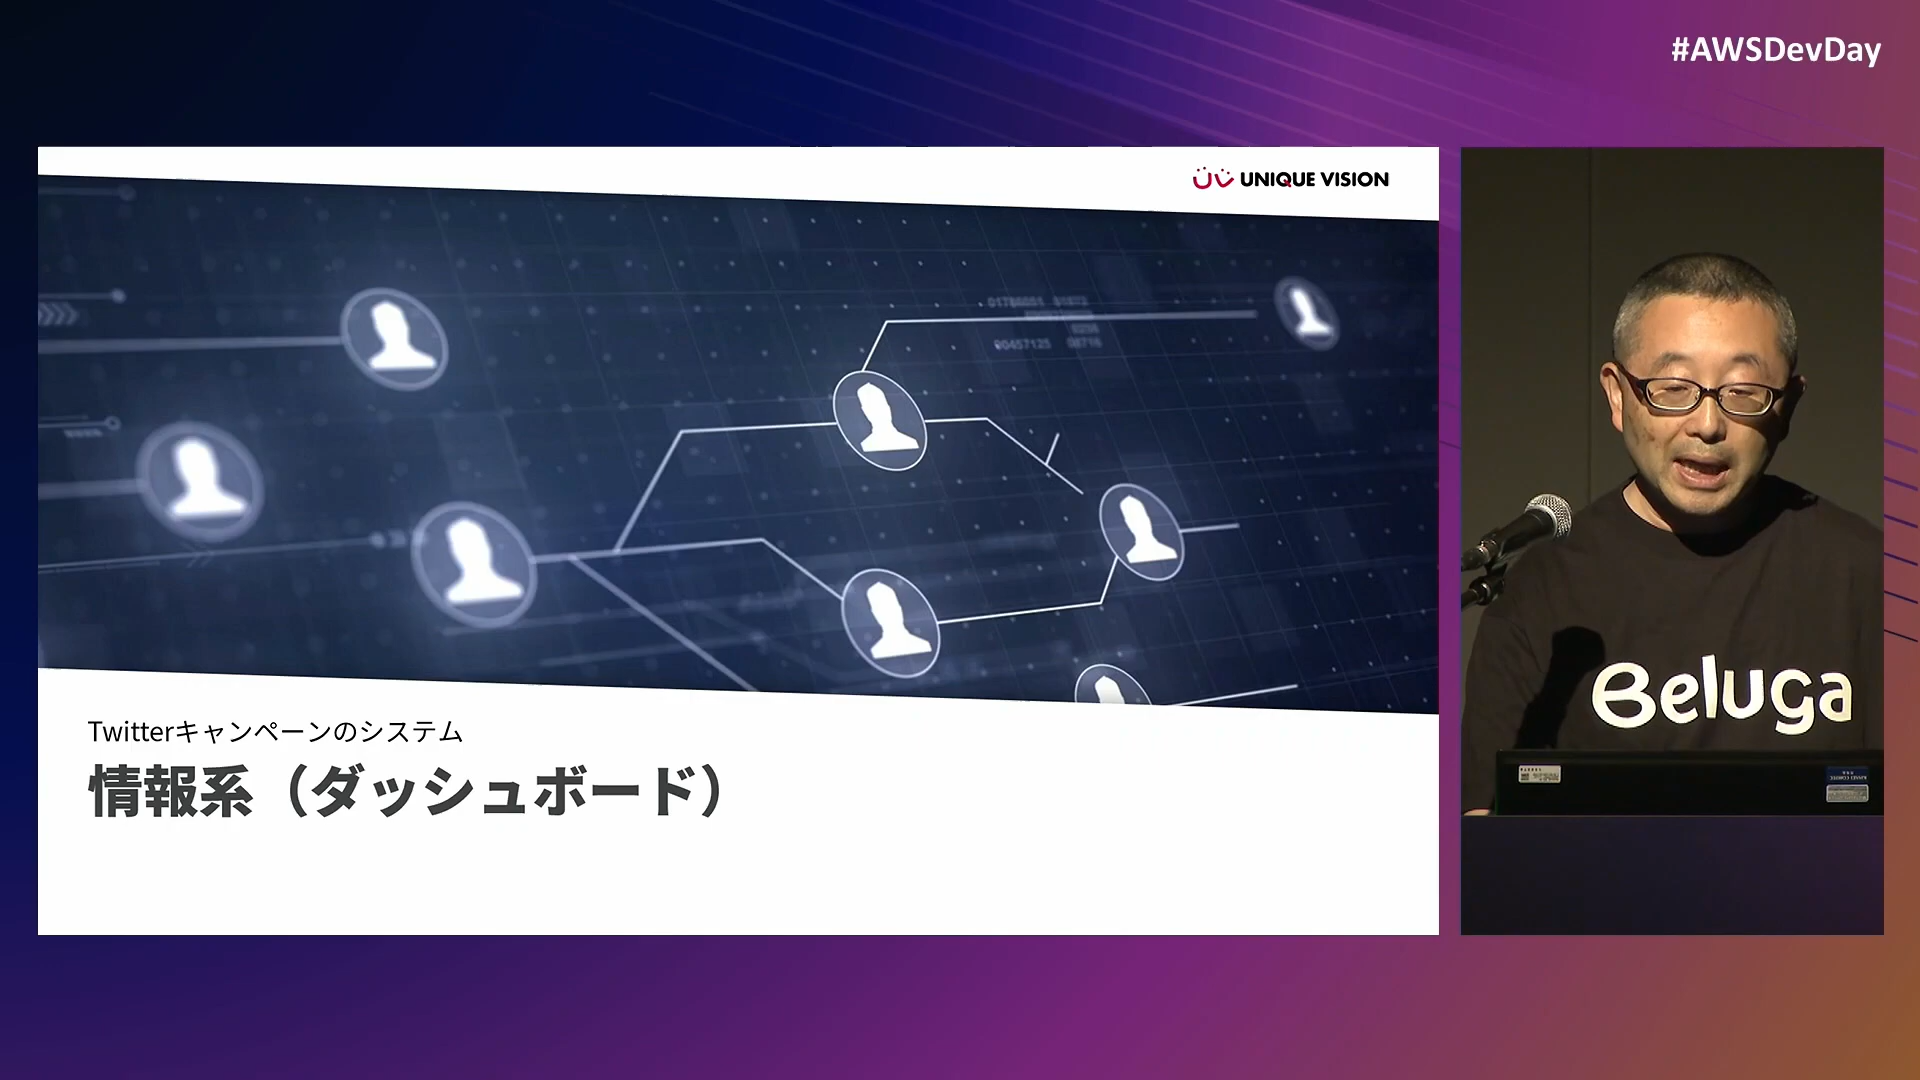 #AWSDevDay
UNIQUE VISION
Twitterキャンペーンのシステム
情報系（ダッシュボード）
Beluga